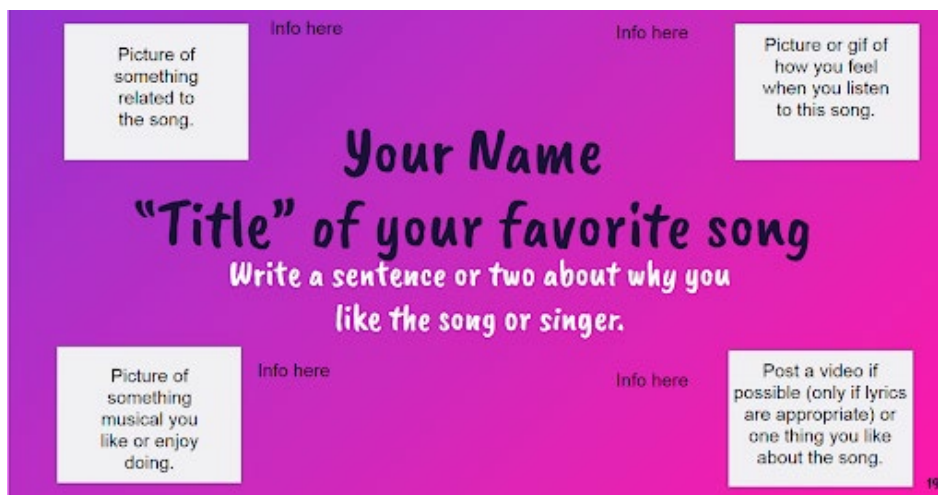 Picture of
something
related to
the song.
Info here
Info here
Picture or gif of
how you feel
when you listen
to this song.
Your Name
“Title” of your favorite song
Write a sentence or two about why you
like the song or singer.
Picture of
something
musical you
like or enjoy
doing.
Info here
Info here
Post a video if
possible (only if lyrics
are appropriate) or
one thing you like
about the song.